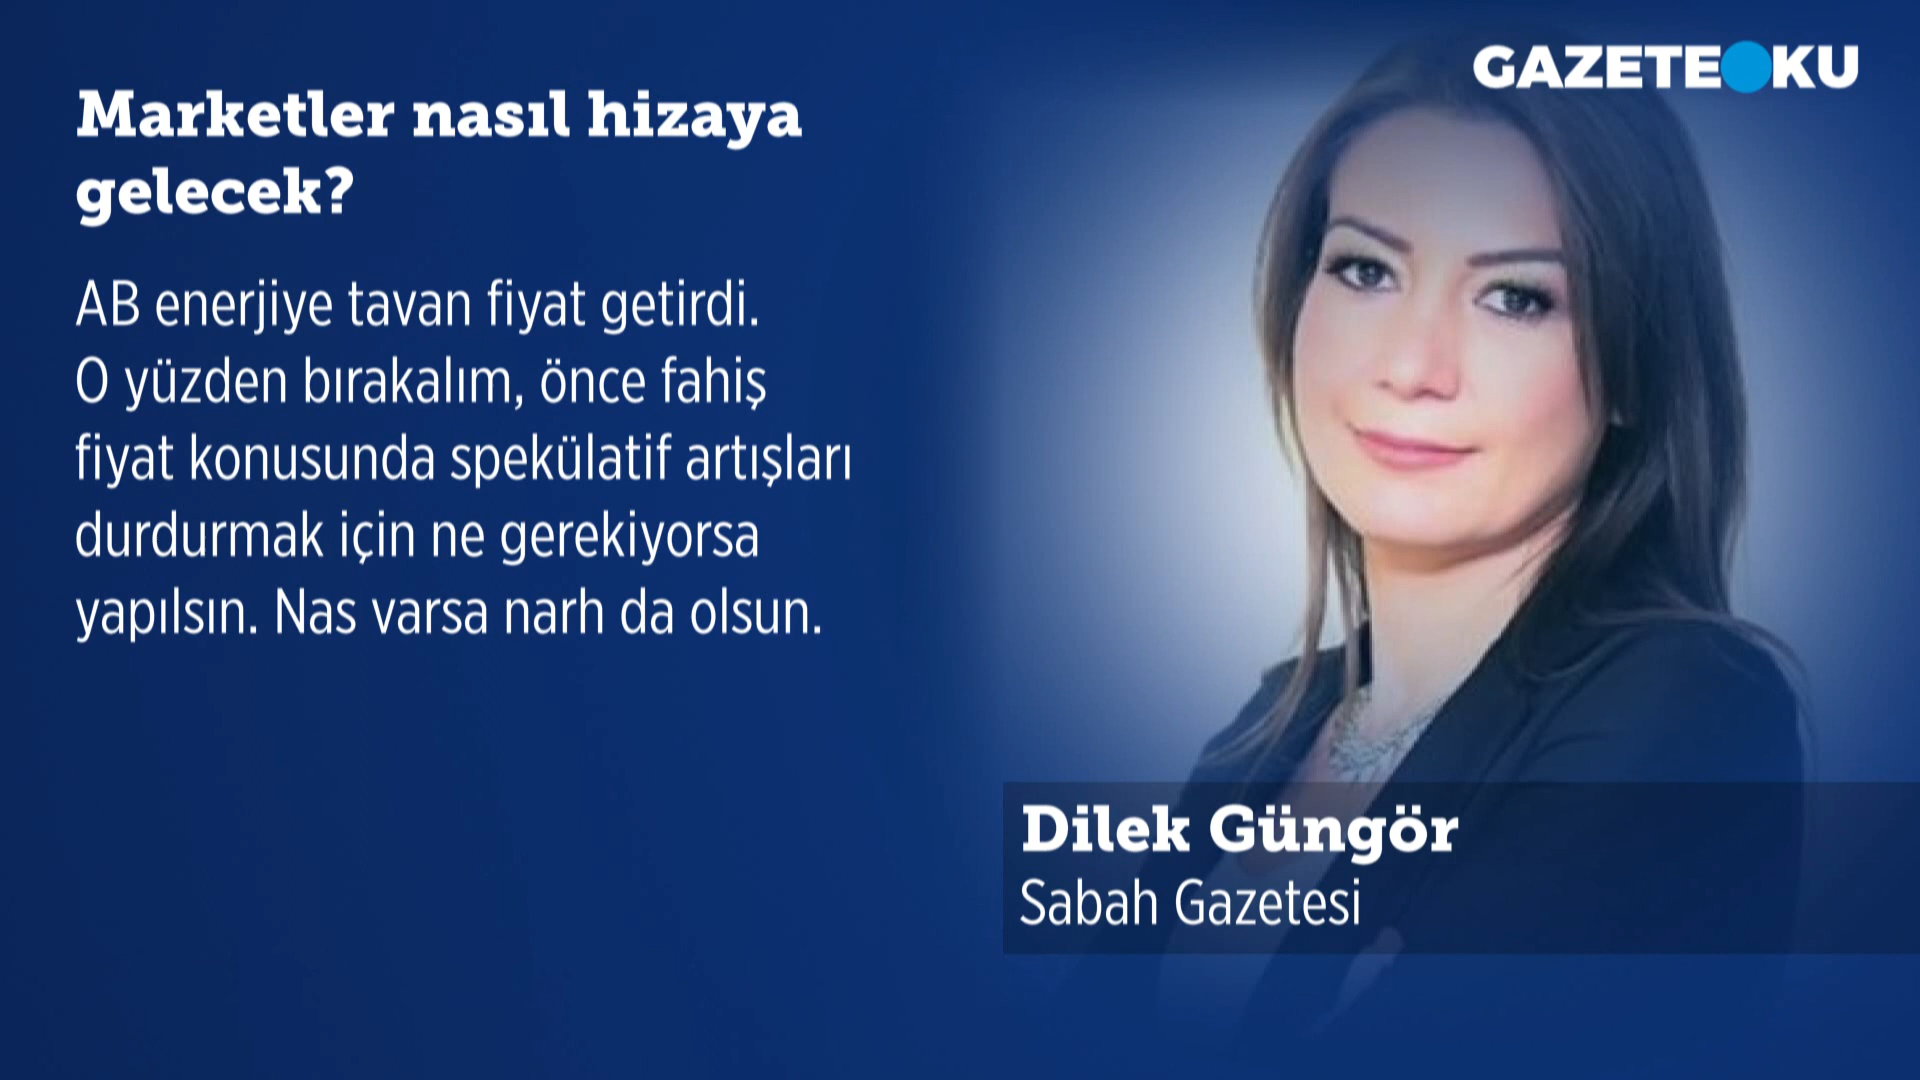 GAZETE OKU
Marketler nasıl hizaya
gelecek?
AB enerjiye tavan fiyat getirdi.
O yüzden bırakalım, önce fahiş
fiyat konusunda spekülatif artışları
durdurmak için ne gerekiyorsa
yapılsın. Nas varsa narh da olsun.
Dilek Güngör
Sabah Gazetesi